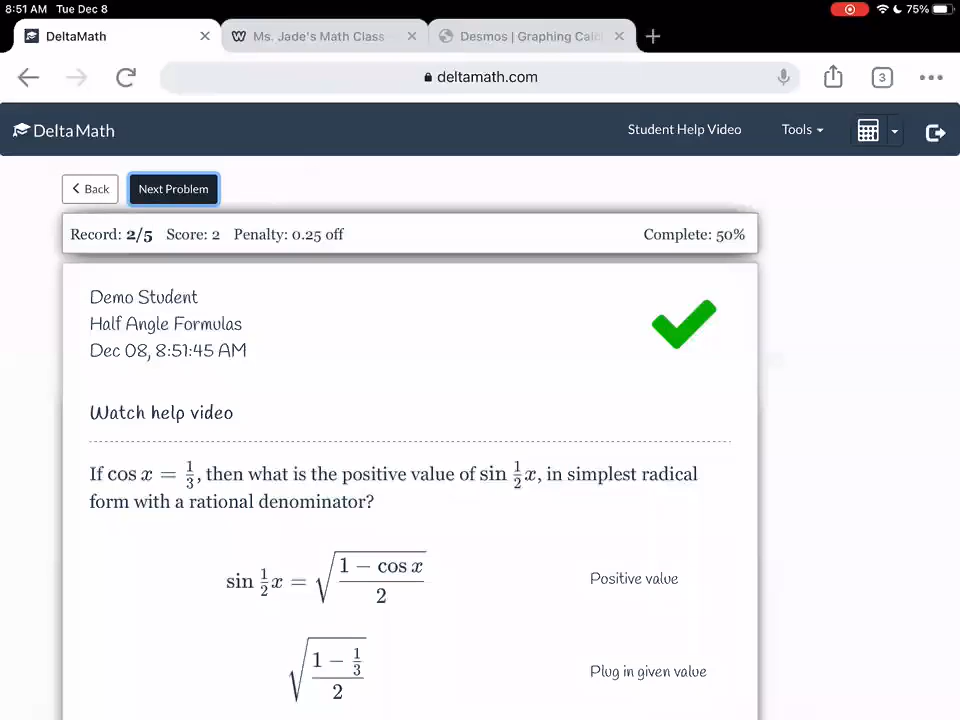 8:51 AM Tue Dec 8 75%
DeltaMath Ms. Jade's Math Class Desmos | Graphing Calc
deltamath.com 3
DeltaMath Student Help Video Tools
Back Next Problem
Record: 2/5 Score: 2 Penalty: 0.25 off Complete: 50%
Demo Student
Half Angle Formulas
Dec 08, 8:51:45 AM
Watch help video
If cos x = 1/3, then what is the positive value of sin 1/2 x, in simplest radical
form with a rational denominator?
sin 1/2 x = √((1 − cos x)/2) Positive value
√((1 − 1/3)/2) Plug in given value